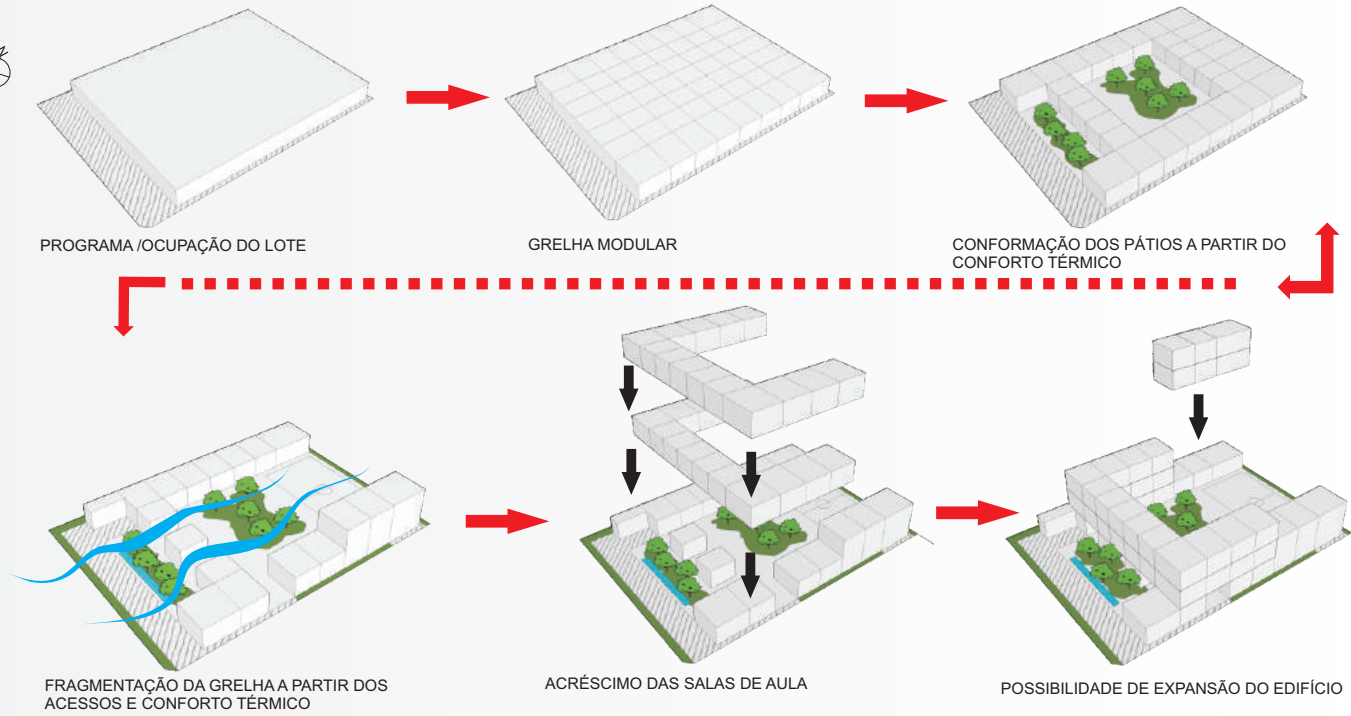 N
PROGRAMA /OCUPAÇÃO DO LOTE
GRELHA MODULAR
CONFORMAÇÃO DOS PÁTIOS A PARTIR DO
CONFORTO TÉRMICO
FRAGMENTAÇÃO DA GRELHA A PARTIR DOS
ACESSOS E CONFORTO TÉRMICO
ACRÉSCIMO DAS SALAS DE AULA
POSSIBILIDADE DE EXPANSÃO DO EDIFÍCIO